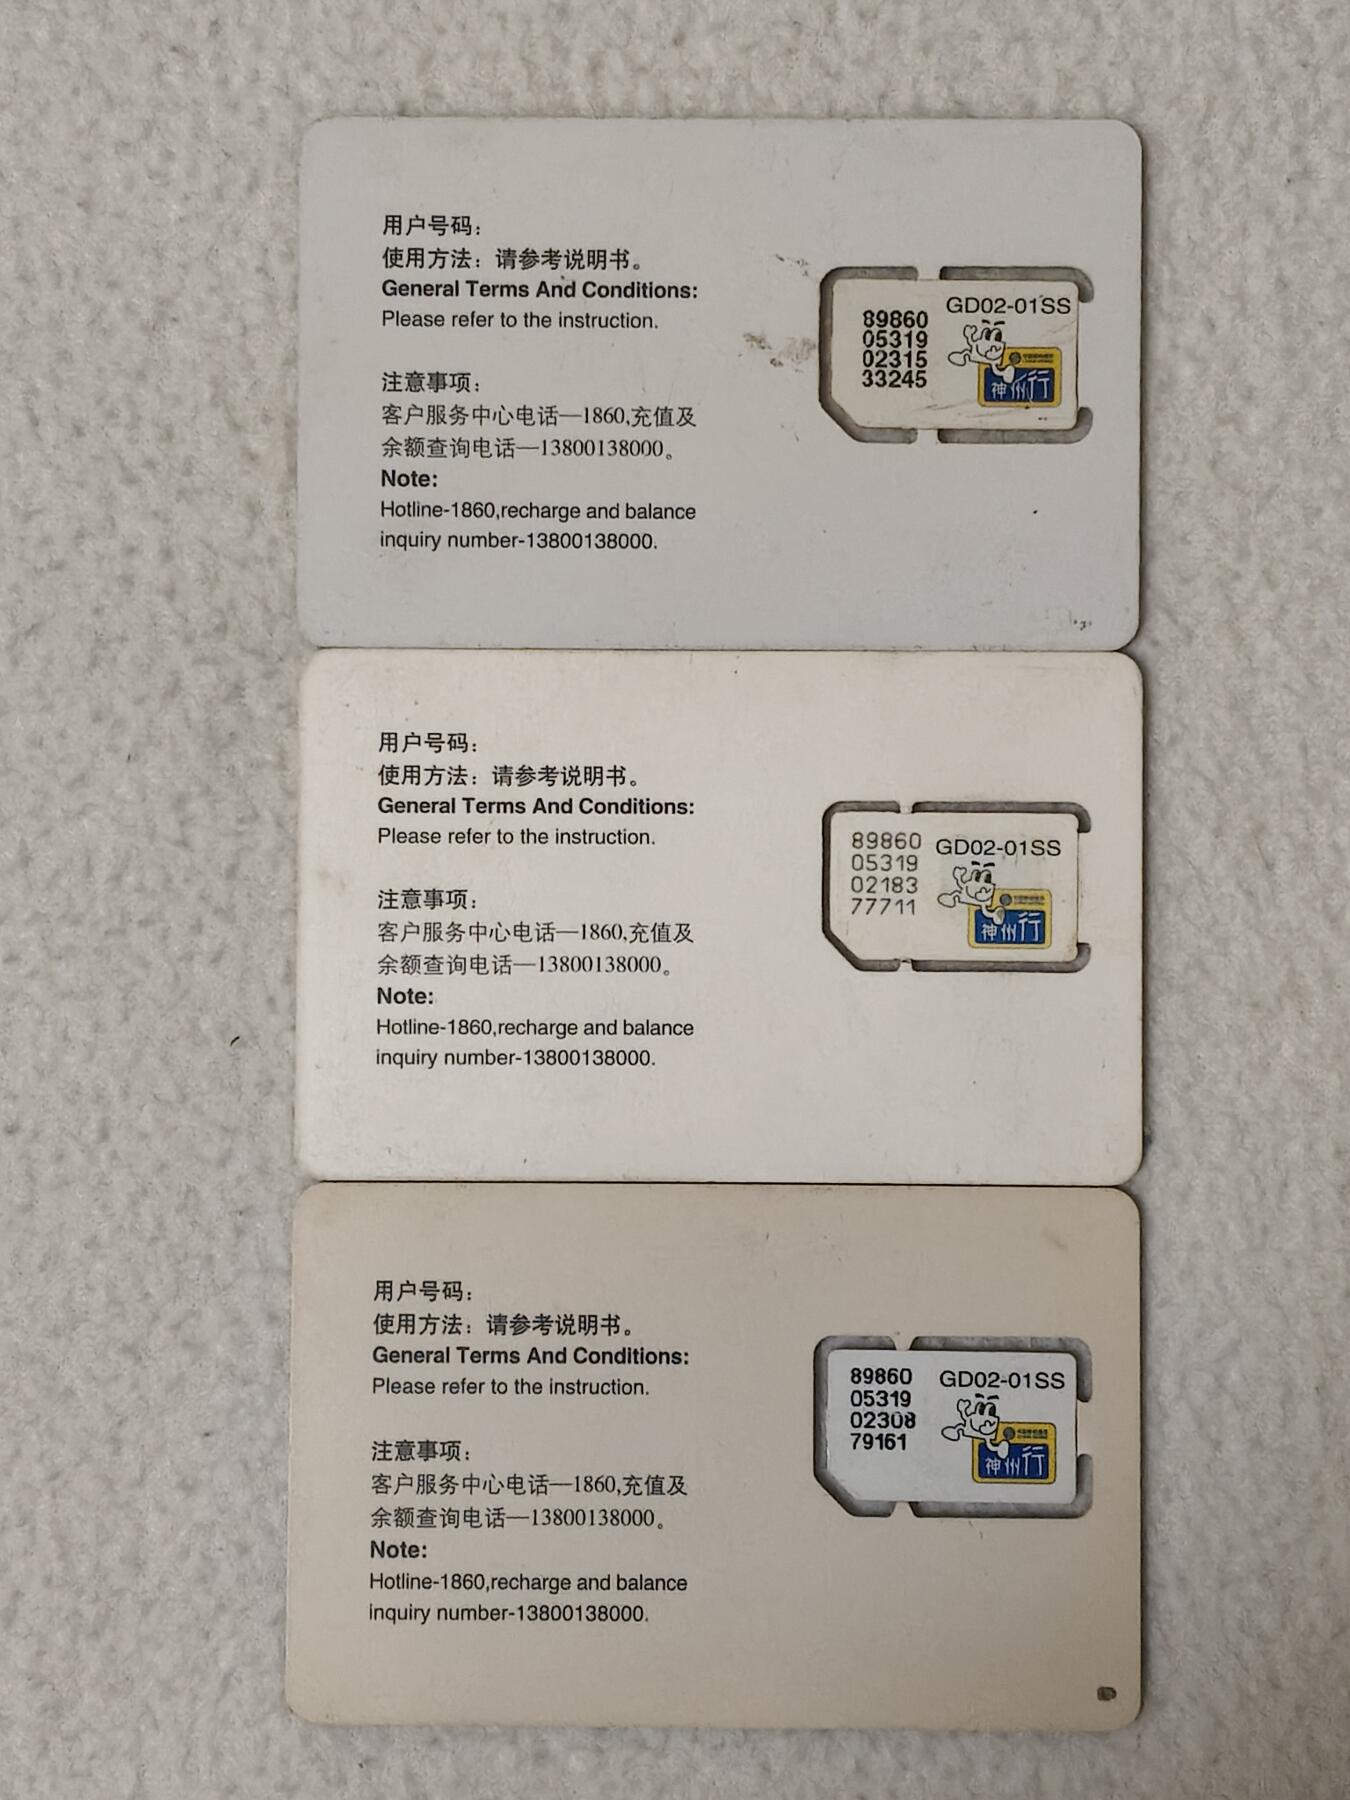 用户号码：
使用方法：请参考说明书。
General Terms And Conditions:
Please refer to the instruction.
注意事项：
客户服务中心电话—1860,充值及
余额查询电话—13800138000。
Note:
Hotline-1860,recharge and balance
inquiry number-13800138000.
GD02-01SS
89860
05319
02315
33245
神州行
用户号码：
使用方法：请参考说明书。
General Terms And Conditions:
Please refer to the instruction.
注意事项：
客户服务中心电话—1860,充值及
余额查询电话—13800138000。
Note:
Hotline-1860,recharge and balance
inquiry number-13800138000.
GD02-01SS
89860
05319
02183
77711
神州行
用户号码：
使用方法：请参考说明书。
General Terms And Conditions:
Please refer to the instruction.
注意事项：
客户服务中心电话—1860,充值及
余额查询电话—13800138000。
Note:
Hotline-1860,recharge and balance
inquiry number-13800138000.
GD02-01SS
89860
05319
02308
79161
神州行